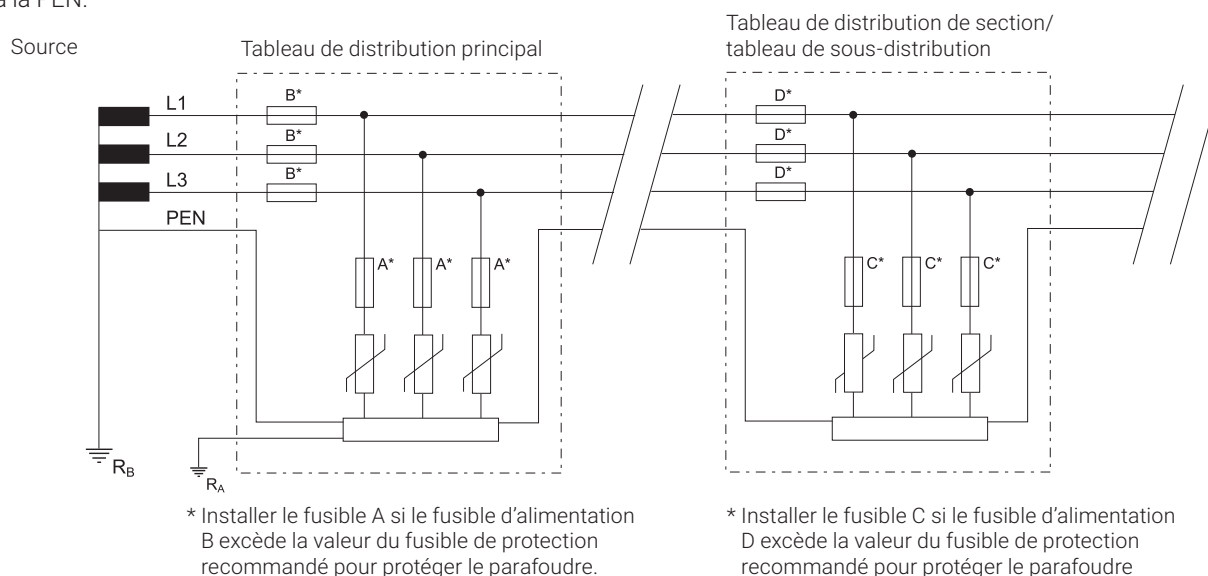 à la PEN.
Source
Tableau de distribution principal
Tableau de distribution de section/
tableau de sous-distribution
L1
B*
D*
L2
B*
D*
L3
B*
D*
PEN
A*
A*
A*
C*
C*
C*
RB
RA
* Installer le fusible A si le fusible d'alimentation
B excède la valeur du fusible de protection
recommandé pour protéger le parafoudre.
* Installer le fusible C si le fusible d'alimentation
D excède la valeur du fusible de protection
recommandé pour protéger le parafoudre